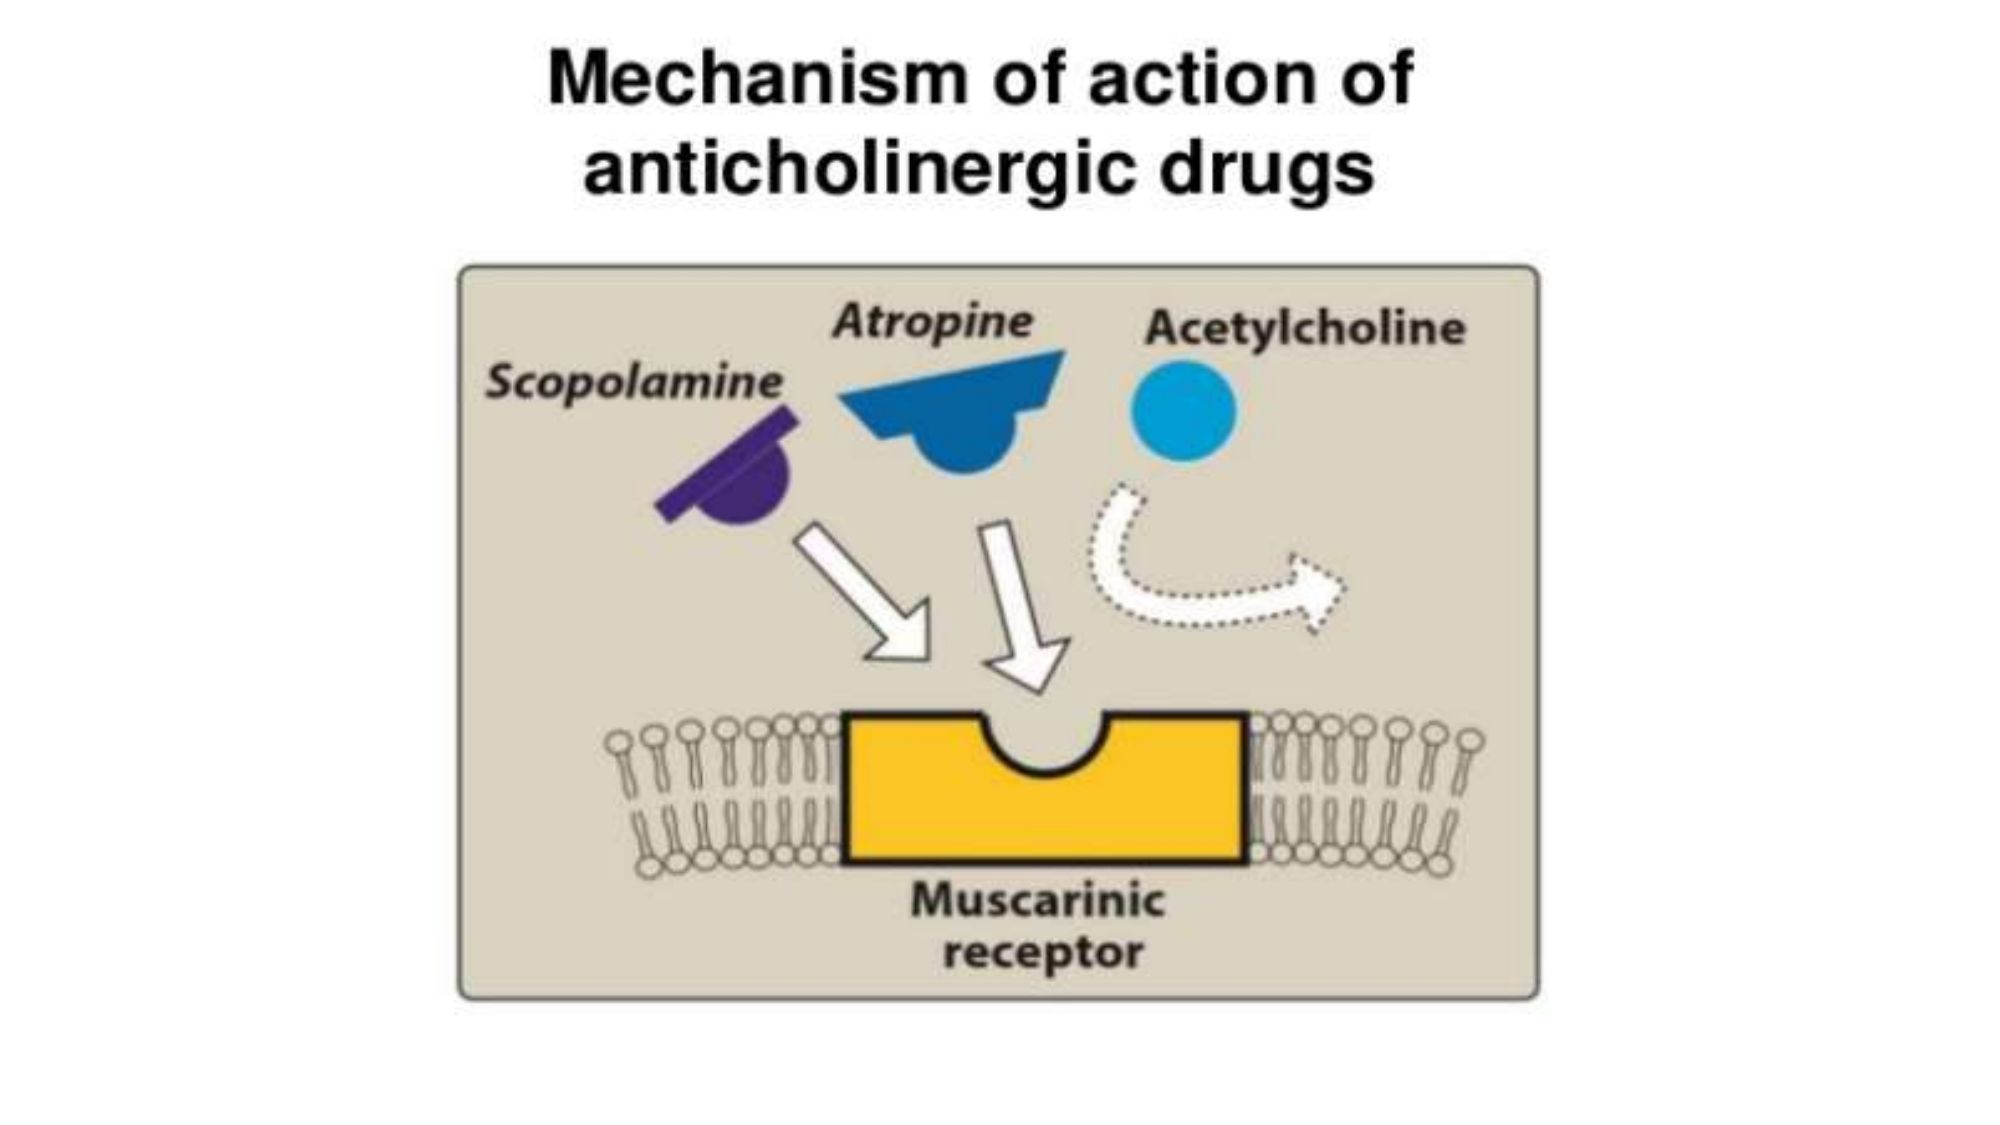 Mechanism of action of
anticholinergic drugs
Atropine
Acetylcholine
Scopolamine
Muscarinic
receptor